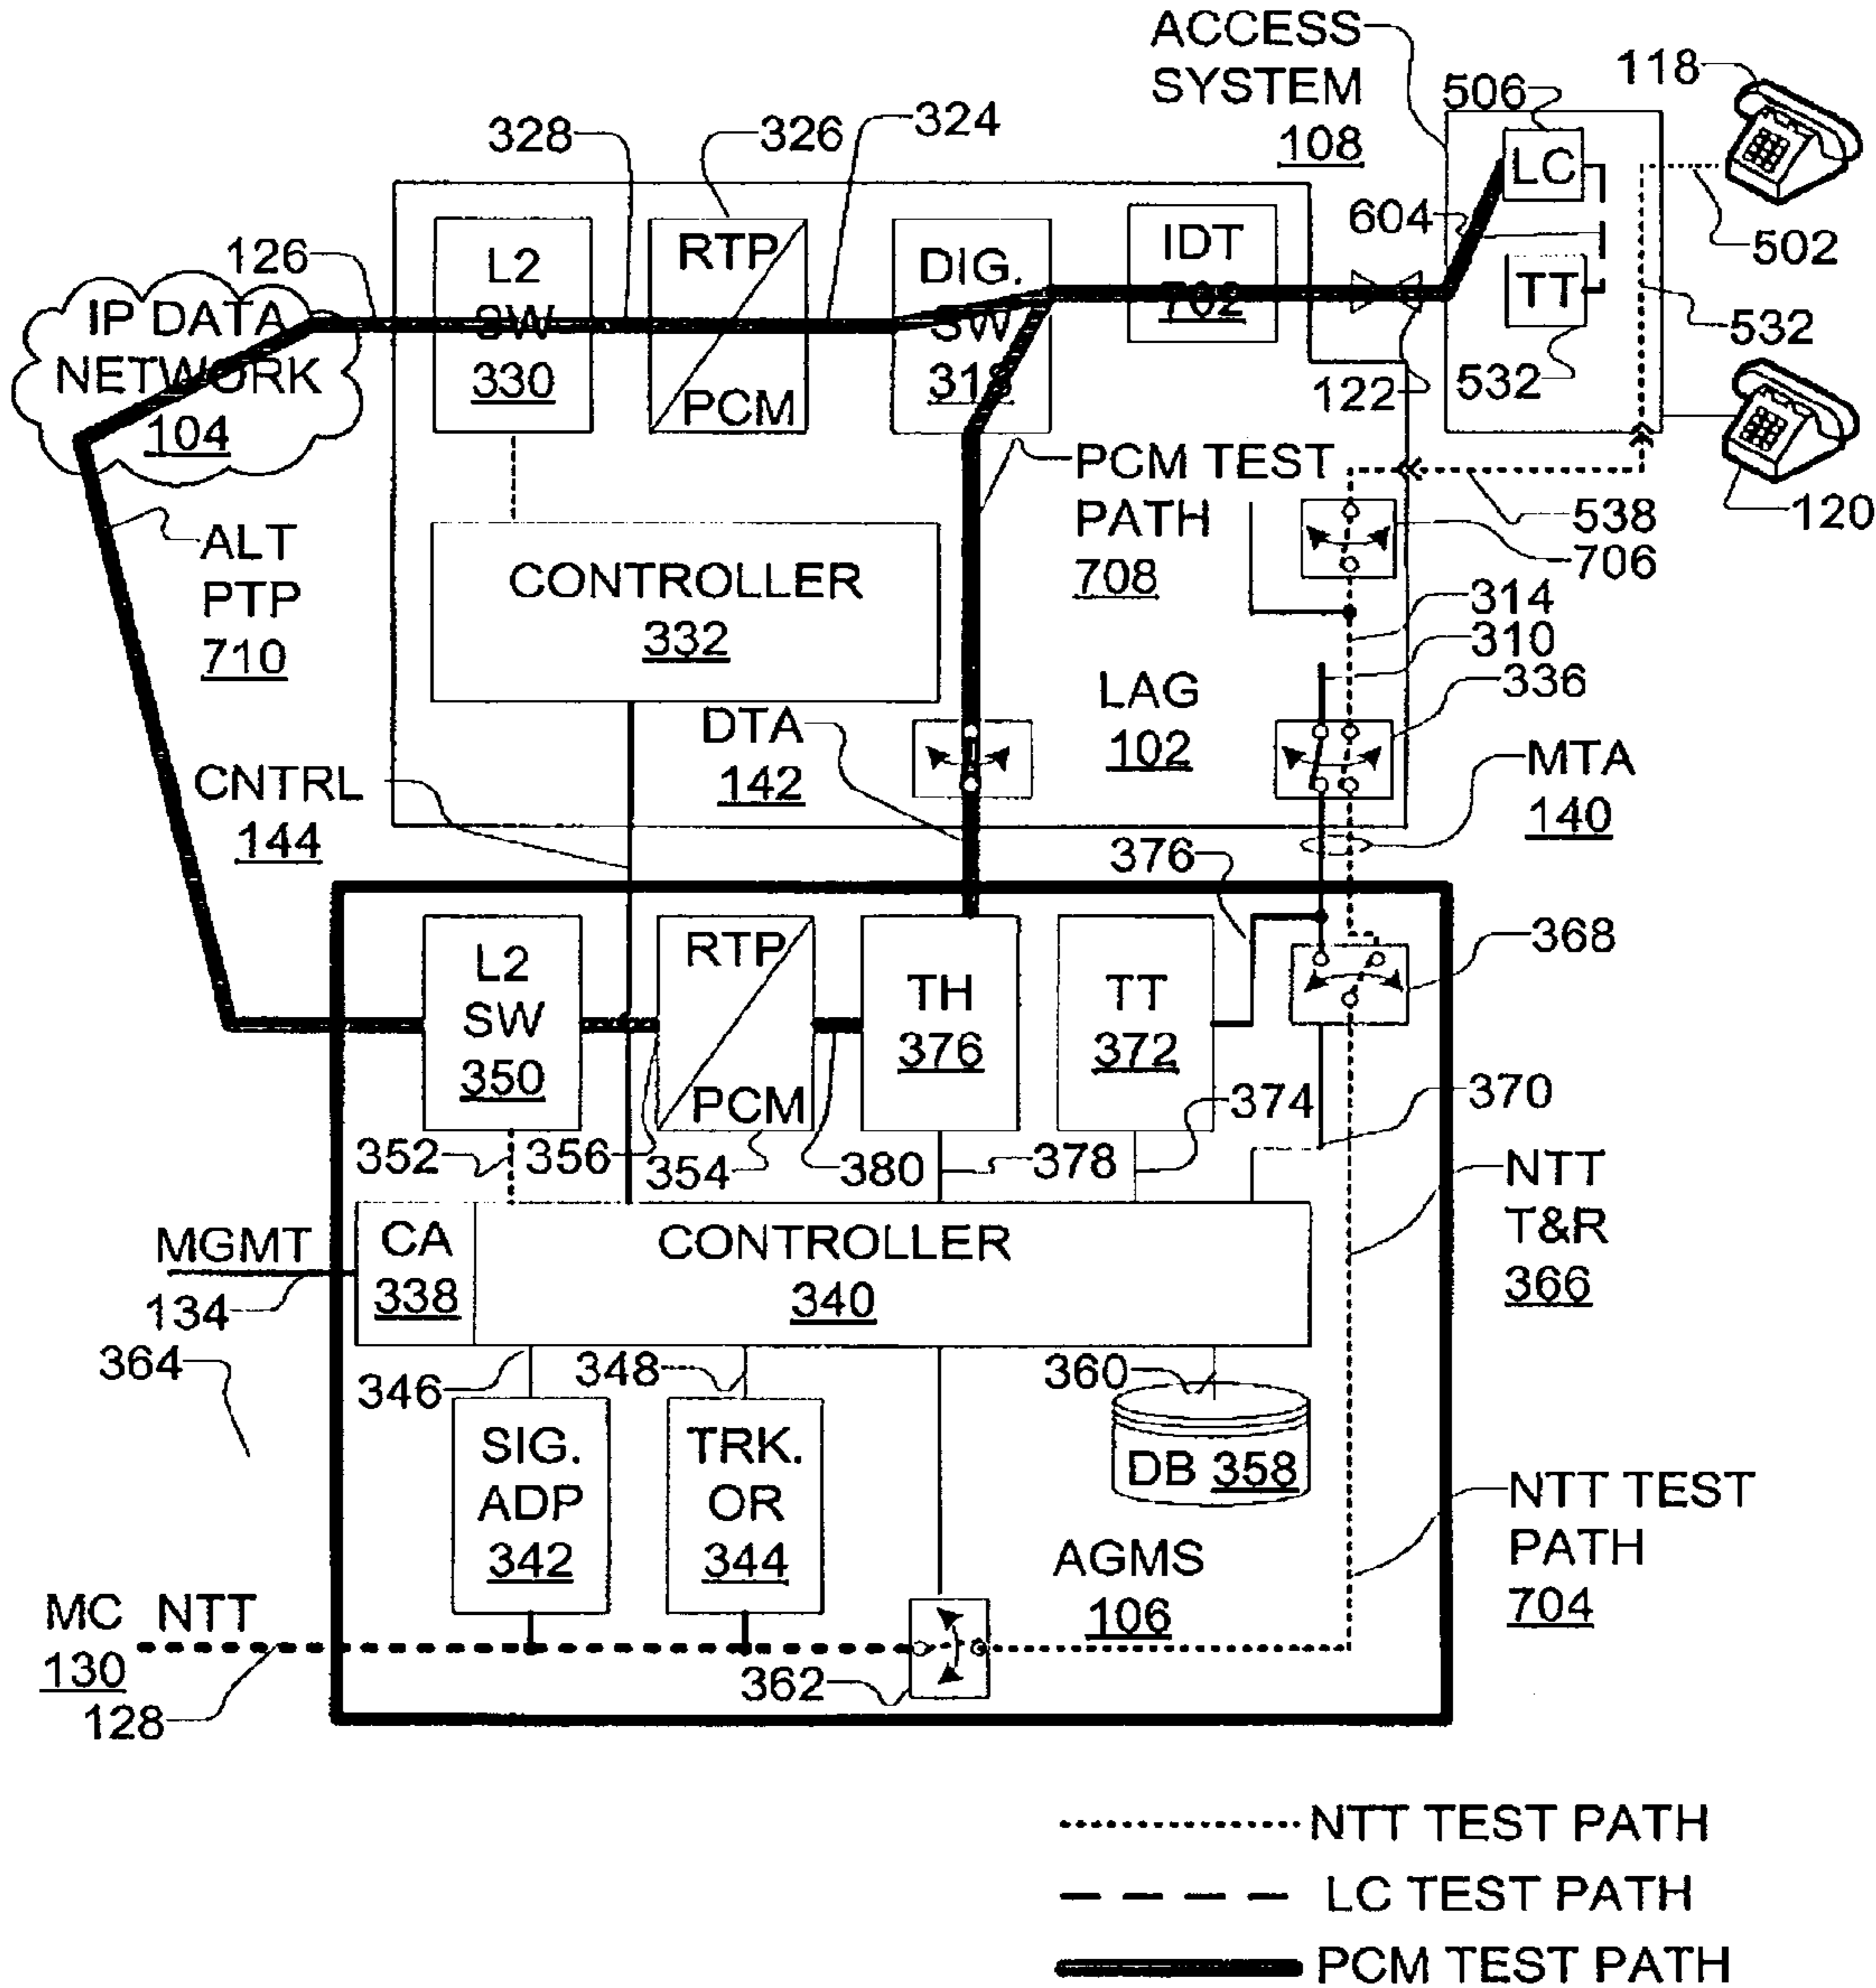 ACCESS
SYSTEM
108
118
506
LC
328
326
324
604
502
126
L2
SW
330
RTP
PCM
DIG.
SW
318
IDT
702
TT
532
532
122
IP DATA
NETWORK
104
PCM TEST
PATH
708
538
120
706
ALT
PTP
710
CONTROLLER
332
314
310
336
LAG
102
DTA
142
MTA
140
CNTRL
144
376
368
L2
SW
350
RTP
PCM
TH
376
TT
372
374
370
352
356
354
380
378
NTT
T&R
366
MGMT
134
CA
338
CONTROLLER
340
364
346
348
360
SIG.
ADP
342
TRK.
OR
344
DB 358
NTT TEST
PATH
704
AGMS
106
MC NTT
130
128
362
NTT TEST PATH
LC TEST PATH
PCM TEST PATH